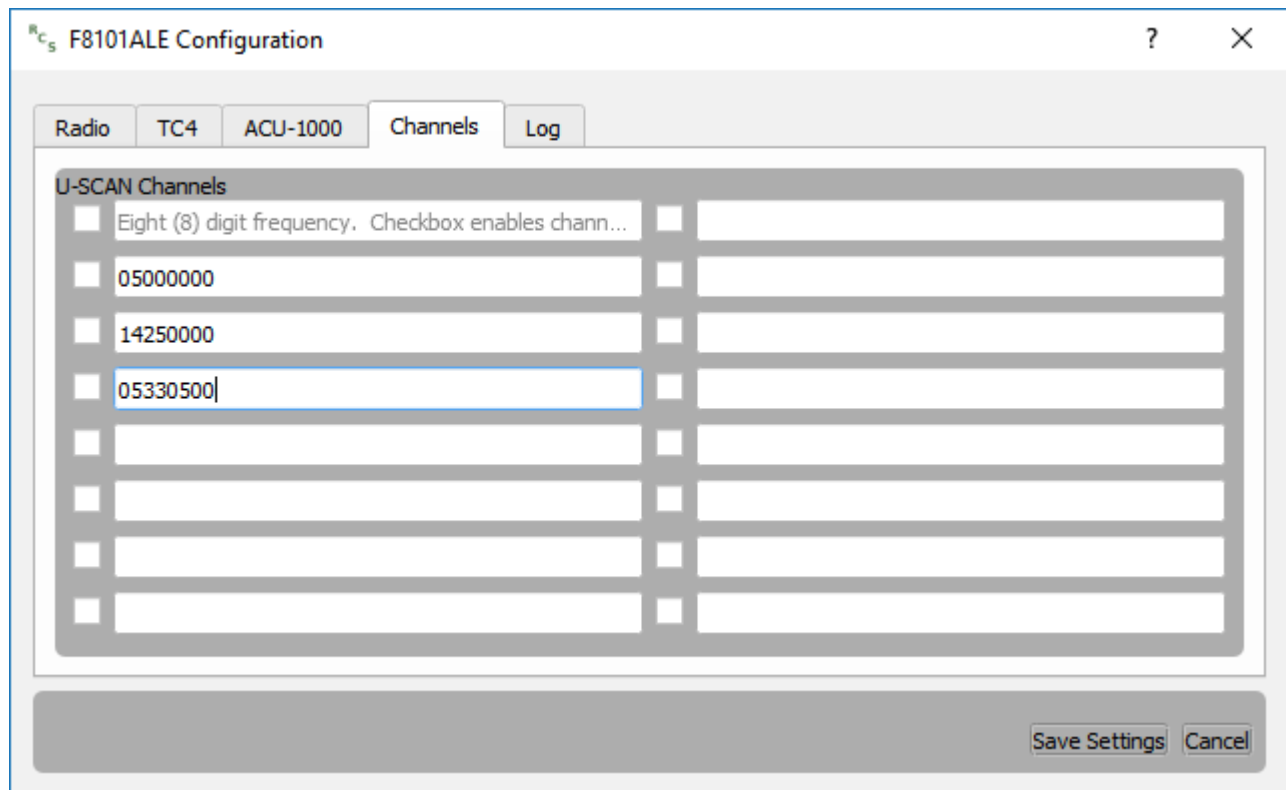 RCS F8101ALE Configuration ?
Radio TC4 ACU-1000 Channels Log
U-SCAN Channels
Eight (8) digit frequency. Checkbox enables chann...
05000000
14250000
05330500
Save Settings Cancel